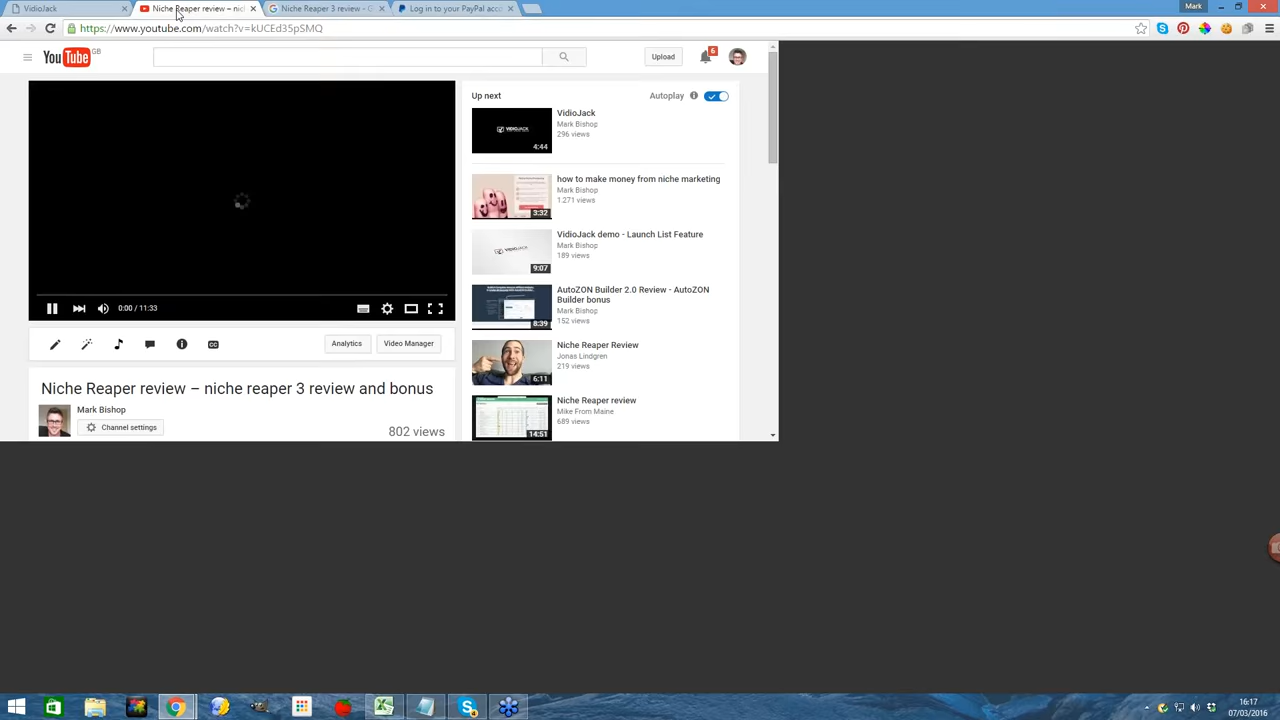 VidioJack
Niche Reaper review – nic
Niche Reaper 3 review - G
Log in to your PayPal acc
Mark
https://www.youtube.com/watch?v=kUCEd35pSMQ
YouTube GB
Upload
6
Up next
Autoplay
VidioJack
Mark Bishop
296 views
VIDIOJACK
4:44
how to make money from niche marketing
Mark Bishop
1,271 views
3:32
VidioJack demo - Launch List Feature
Mark Bishop
189 views
VIDIOJACK
9:07
AutoZON Builder 2.0 Review - AutoZON
Builder bonus
Mark Bishop
152 views
8:39
Niche Reaper Review
Jonas Lindgren
219 views
6:11
Niche Reaper review
Mike From Maine
689 views
14:51
0:00 / 11:33
CC
Analytics
Video Manager
Niche Reaper review – niche reaper 3 review and bonus
Mark Bishop
Channel settings
802 views
16:17
07/03/2016